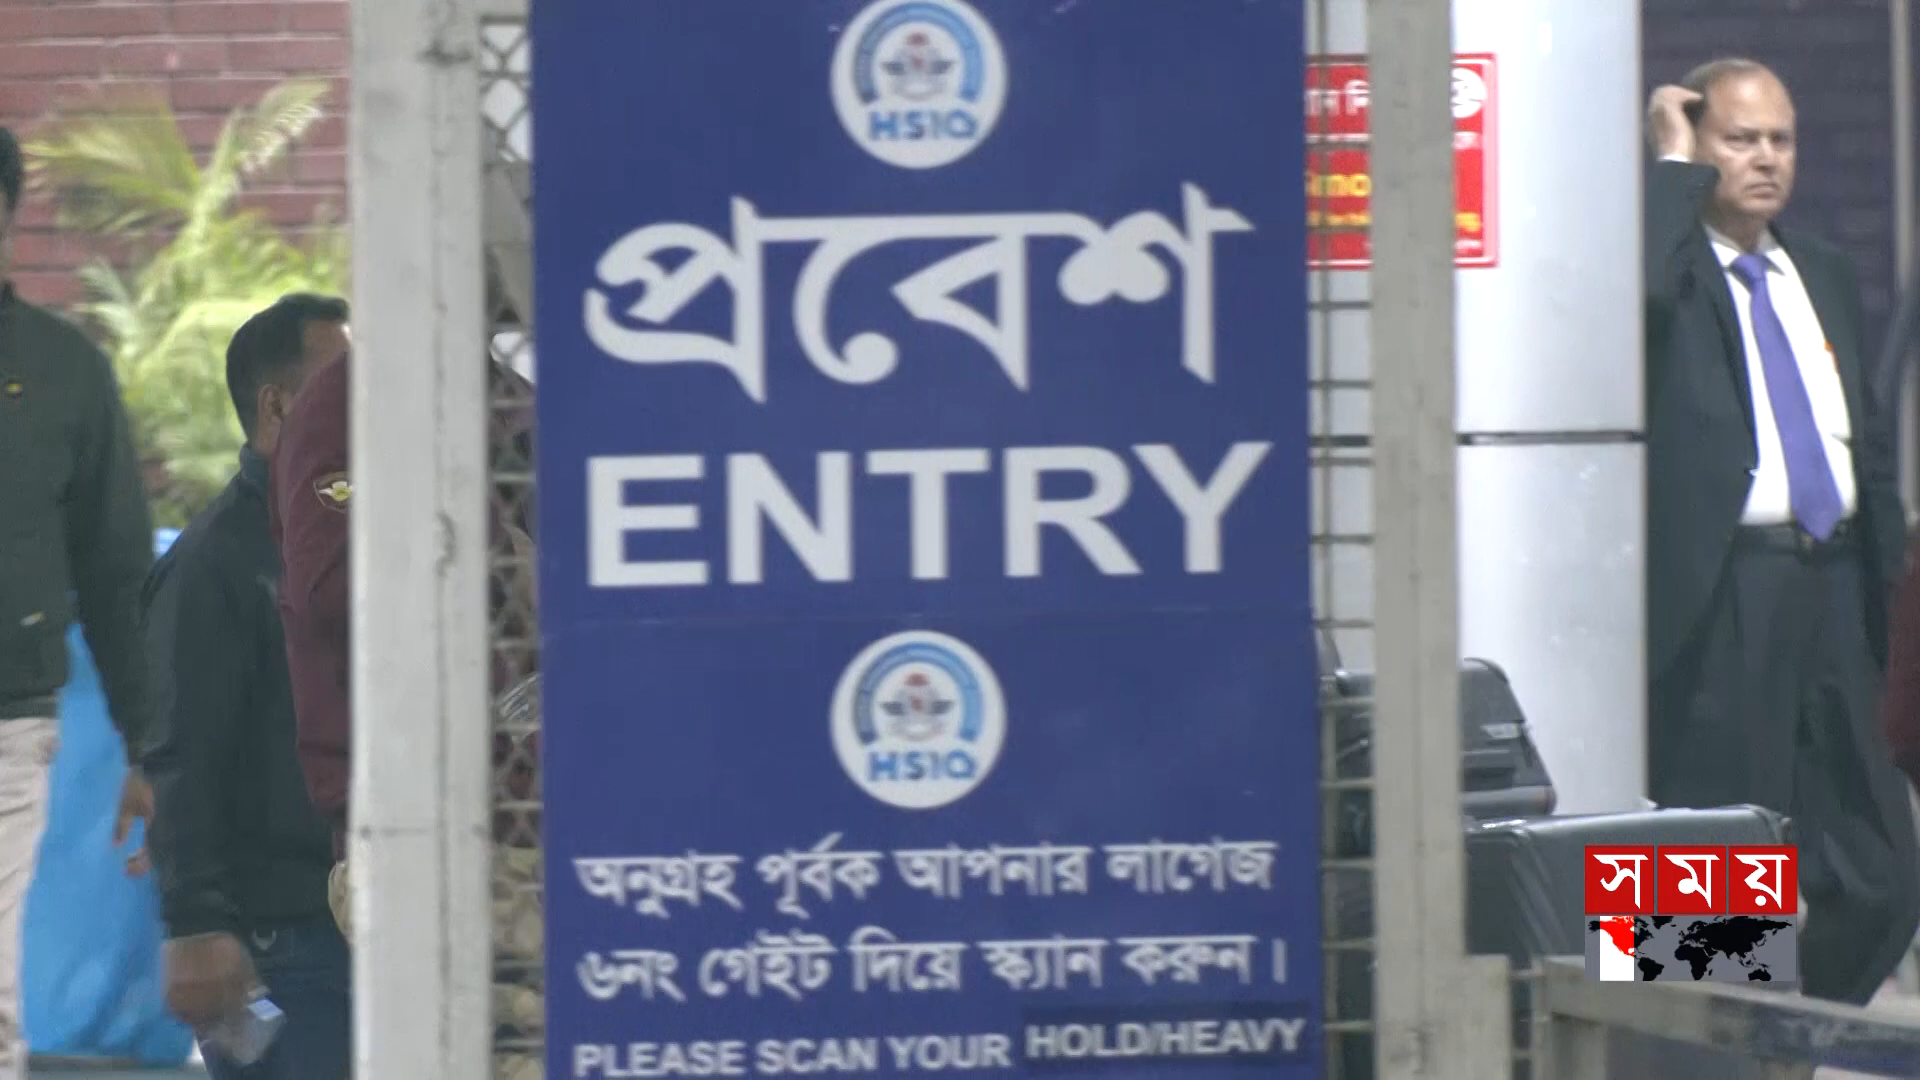 HSIA
প্রবেশ
ENTRY
HSIA
অনুগ্রহ পূর্বক আপনার লাগেজ
৬নং গেইট দিয়ে স্ক্যান করুন।
PLEASE SCAN YOUR HOLD/HEAVY
সময়